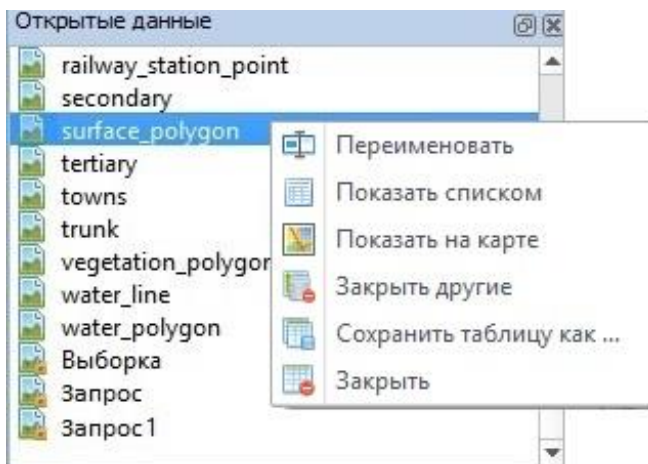 Открытые данные
railway_station_point
secondary
surface_polygon
tertiary
towns
trunk
vegetation_polygon
water_line
water_polygon
Выборка
Запрос
Запрос1
Переименовать
Показать списком
Показать на карте
Закрыть другие
Сохранить таблицу как ...
Закрыть